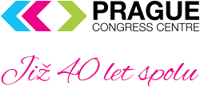 PRAGUE
CONGRESS CENTRE
Již 40 let spolu